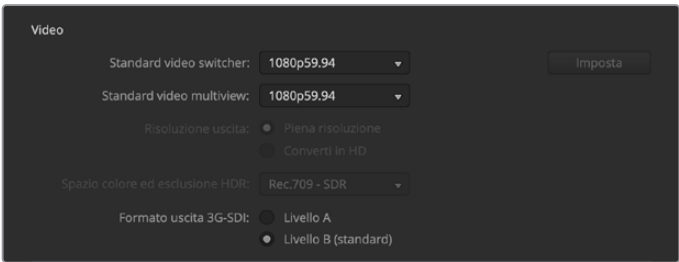 Video
Standard video switcher: 1080p59.94 Imposta
Standard video multiview: 1080p59.94
Risoluzione uscita: Piena risoluzione
Converti in HD
Spazio colore ed esclusione HDR: Rec.709 - SDR
Formato uscita 3G-SDI: Livello A
Livello B (standard)